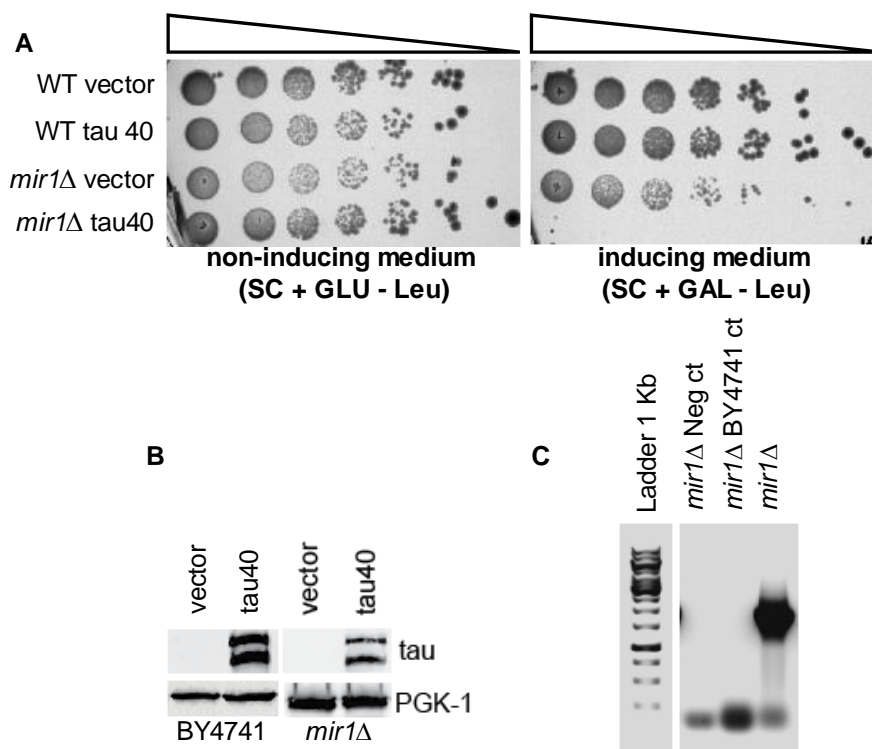 A
WT vector
WT tau 40
mir1Δ vector
mir1Δ tau40
non-inducing medium
(SC + GLU - Leu)
inducing medium
(SC + GAL - Leu)
B
vector
tau40
vector
tau40
tau
PGK-1
BY4741
mir1Δ
C
Ladder 1 Kb
mir1Δ Neg ct
mir1Δ BY4741 ct
mir1Δ